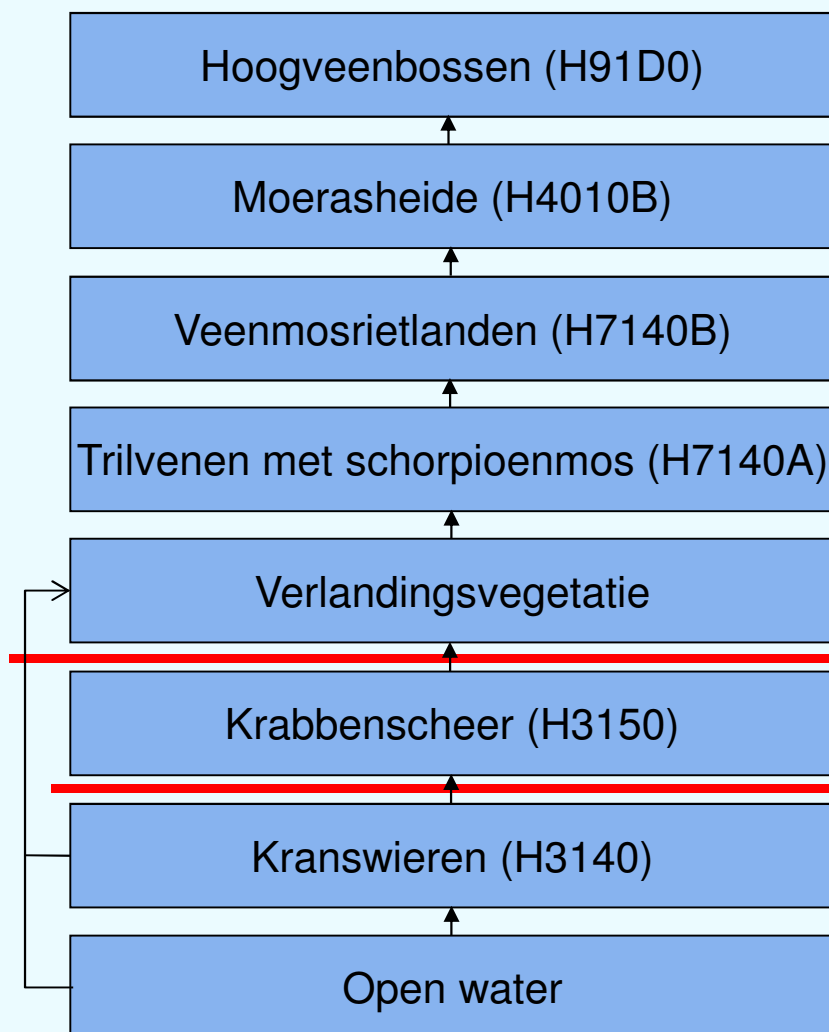 Hoogveenbossen (H91D0)
Moerasheide (H4010B)
Veenmosrietlanden (H7140B)
Trilvenen met schorpioenmos (H7140A)
Verlandingsvegetatie
Krabbenscheer (H3150)
Kranswieren (H3140)
Open water